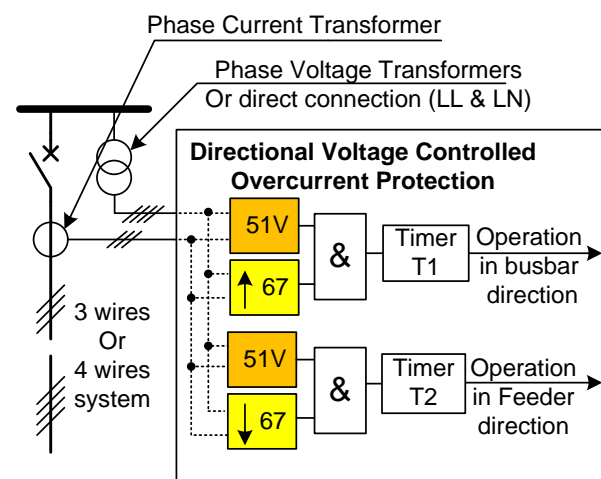 Phase Current Transformer
Phase Voltage Transformers
Or direct connection (LL & LN)
Directional Voltage Controlled
Overcurrent Protection
51V
67
&
Timer
T1
Operation
in busbar
direction
3 wires
Or
4 wires
system
51V
67
&
Timer
T2
Operation
in Feeder
direction